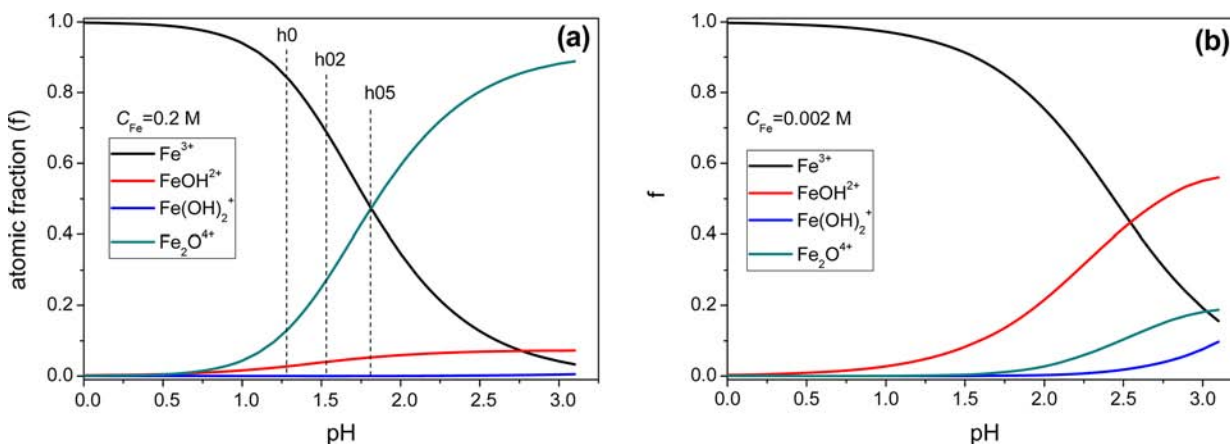 (a)
h0
h02
h05
C_Fe=0.2 M
Fe³⁺
FeOH²⁺
Fe(OH)₂⁺
Fe₂O⁴⁺
atomic fraction (f)
1.0
0.8
0.6
0.4
0.2
0.0
0.0 0.5 1.0 1.5 2.0 2.5 3.0
pH
(b)
C_Fe=0.002 M
Fe³⁺
FeOH²⁺
Fe(OH)₂⁺
Fe₂O⁴⁺
f
1.0
0.8
0.6
0.4
0.2
0.0
0.0 0.5 1.0 1.5 2.0 2.5 3.0
pH